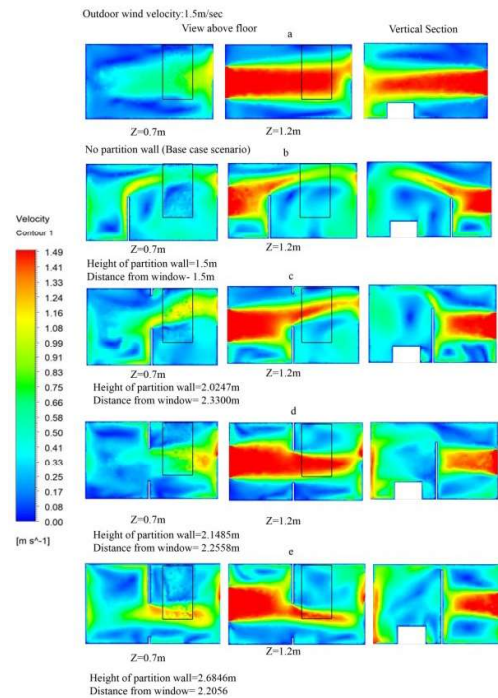 Outdoor wind velocity:1.5m/sec
View above floor
a
Vertical Section
Z=0.7m
Z=1.2m
No partition wall (Base case scenario)
b
Z=0.7m
Z=1.2m
Height of partition wall=1.5m
Distance from window- 1.5m
c
Z=0.7m
Z=1.2m
Height of partition wall=2.0247m
Distance from window= 2.3300m
d
Z=0.7m
Z=1.2m
Height of partition wall=2.1485m
Distance from window= 2.2558m
e
Z=0.7m
Z=1.2m
Height of partition wall=2.6846m
Distance from window= 2.2056
Velocity
Contour 1
1.49
1.41
1.32
1.24
1.16
1.08
0.99
0.91
0.83
0.75
0.66
0.58
0.50
0.41
0.33
0.25
0.17
0.08
0.00
[m s^-1]